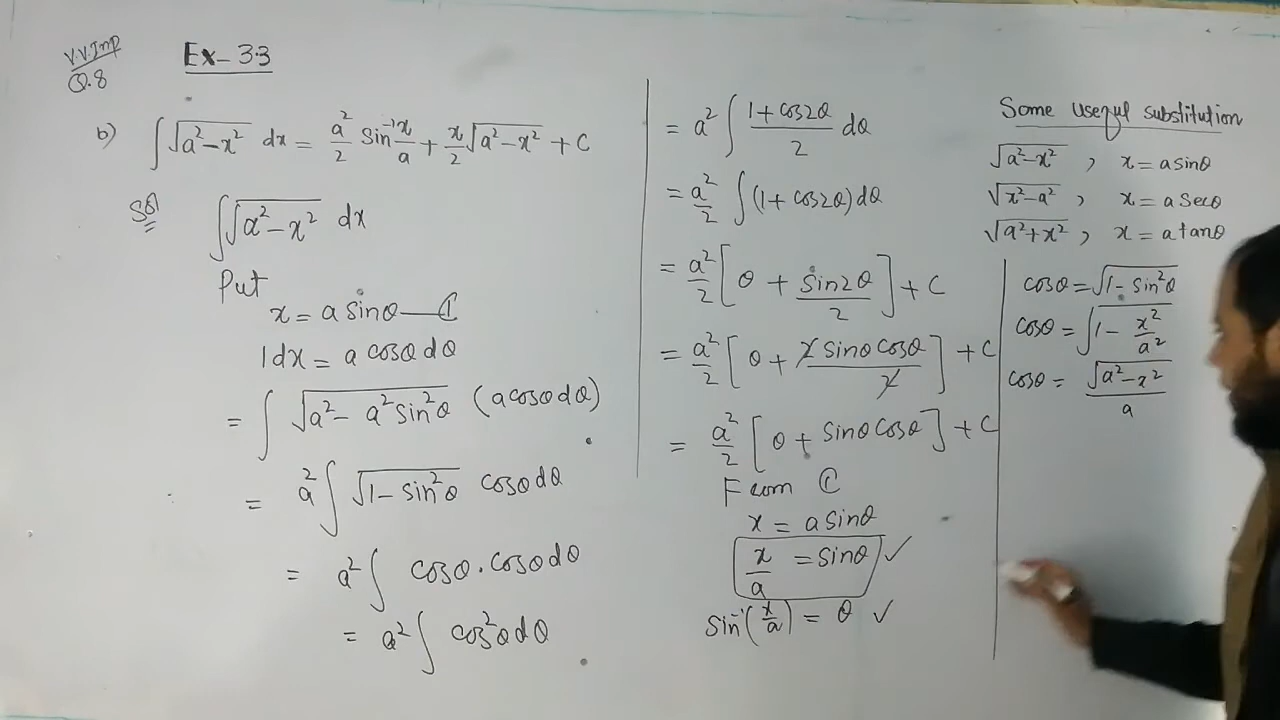 V.V.Imp
Q.8
Ex-3.3
b) ∫√(a²-x²) dx = a²/2 Sin⁻¹x/a + x/2 √(a²-x²) + C
Sol
∫√(a²-x²) dx
Put
x = a sinθ —①
1dx = a cosθ dθ
= ∫ √(a²- a²sin²θ) (a cosθ dθ)
= a² ∫ √(1-sin²θ) cosθ dθ
= a² ∫ cosθ . cosθ dθ
= a² ∫ cos²θ dθ
= a² ∫ (1+cos2θ)/2 dθ
= a²/2 ∫ (1+cos2θ) dθ
= a²/2 [θ + sin2θ/2] + C
= a²/2 [θ + 2 sinθ cosθ/2] + C
= a²/2 [θ + sinθ cosθ] + C
From ①
x = a sinθ
x/a = sinθ ✓
sin⁻¹(x/a) = θ ✓
Some useful substitution
√(a²-x²) , x = a sinθ
√(x²-a²) , x = a secθ
√(a²+x²) , x = a tanθ
cosθ = √(1-sin²θ)
cosθ = √(1 - x²/a²)
cosθ = √(a²-x²)/a